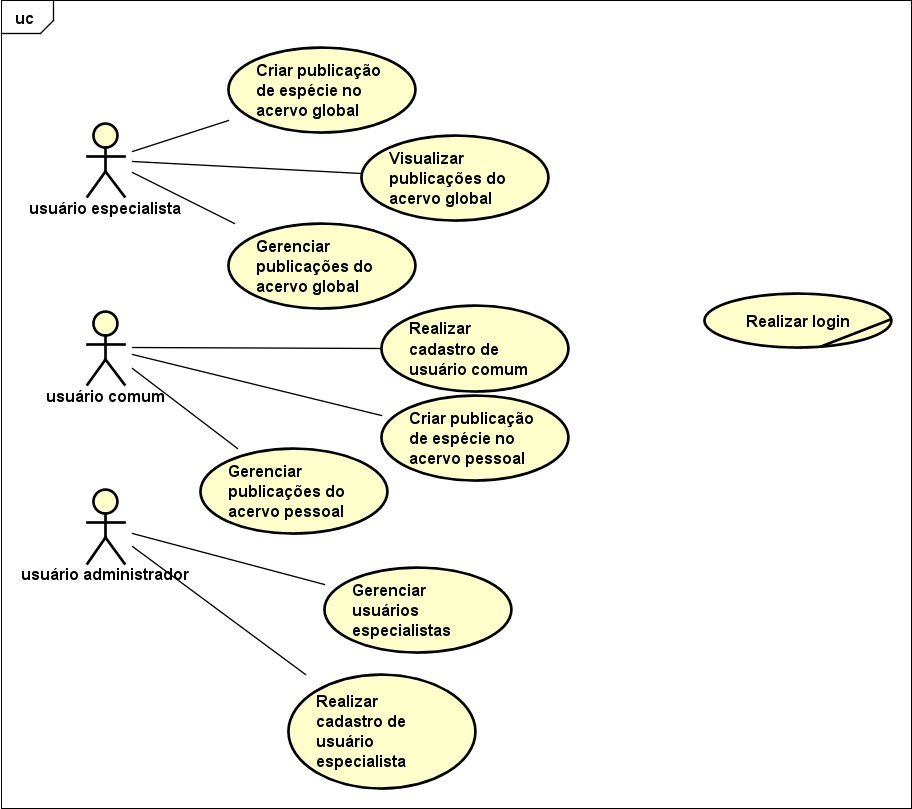 uc
Criar publicação
de espécie no
acervo global
Visualizar
publicações do
acervo global
usuário especialista
Gerenciar
publicações do
acervo global
Realizar login
Realizar
cadastro de
usuário comum
usuário comum
Criar publicação
de espécie no
acervo pessoal
Gerenciar
publicações do
acervo pessoal
usuário administrador
Gerenciar
usuários
especialistas
Realizar
cadastro de
usuário
especialista